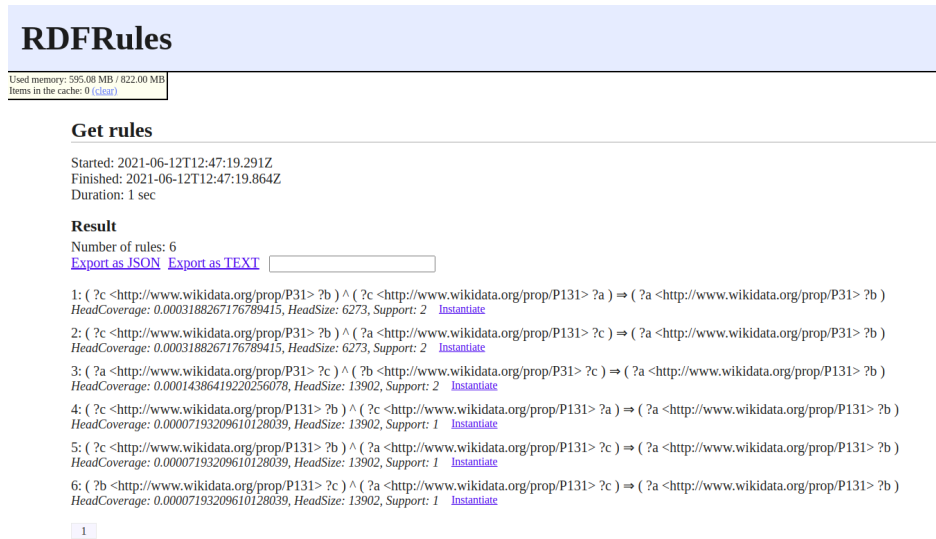 RDFRules
Used memory: 595.08 MB / 822.00 MB
Items in the cache: 0 (clear)
Get rules
Started: 2021-06-12T12:47:19.291Z
Finished: 2021-06-12T12:47:19.864Z
Duration: 1 sec
Result
Number of rules: 6
Export as JSON Export as TEXT
1: ( ?c <http://www.wikidata.org/prop/P31> ?b ) ^ ( ?c <http://www.wikidata.org/prop/P131> ?a ) ⇒ ( ?a <http://www.wikidata.org/prop/P31> ?b )
HeadCoverage: 0.0003188267176789415, HeadSize: 6273, Support: 2 Instantiate
2: ( ?c <http://www.wikidata.org/prop/P31> ?b ) ^ ( ?a <http://www.wikidata.org/prop/P131> ?c ) ⇒ ( ?a <http://www.wikidata.org/prop/P31> ?b )
HeadCoverage: 0.0003188267176789415, HeadSize: 6273, Support: 2 Instantiate
3: ( ?a <http://www.wikidata.org/prop/P31> ?c ) ^ ( ?b <http://www.wikidata.org/prop/P31> ?c ) ⇒ ( ?a <http://www.wikidata.org/prop/P131> ?b )
HeadCoverage: 0.00014386419220256078, HeadSize: 13902, Support: 2 Instantiate
4: ( ?c <http://www.wikidata.org/prop/P131> ?b ) ^ ( ?c <http://www.wikidata.org/prop/P131> ?a ) ⇒ ( ?a <http://www.wikidata.org/prop/P131> ?b )
HeadCoverage: 0.00007193209610128039, HeadSize: 13902, Support: 1 Instantiate
5: ( ?c <http://www.wikidata.org/prop/P131> ?b ) ^ ( ?a <http://www.wikidata.org/prop/P131> ?c ) ⇒ ( ?a <http://www.wikidata.org/prop/P131> ?b )
HeadCoverage: 0.00007193209610128039, HeadSize: 13902, Support: 1 Instantiate
6: ( ?b <http://www.wikidata.org/prop/P131> ?c ) ^ ( ?a <http://www.wikidata.org/prop/P131> ?c ) ⇒ ( ?a <http://www.wikidata.org/prop/P131> ?b )
HeadCoverage: 0.00007193209610128039, HeadSize: 13902, Support: 1 Instantiate
1